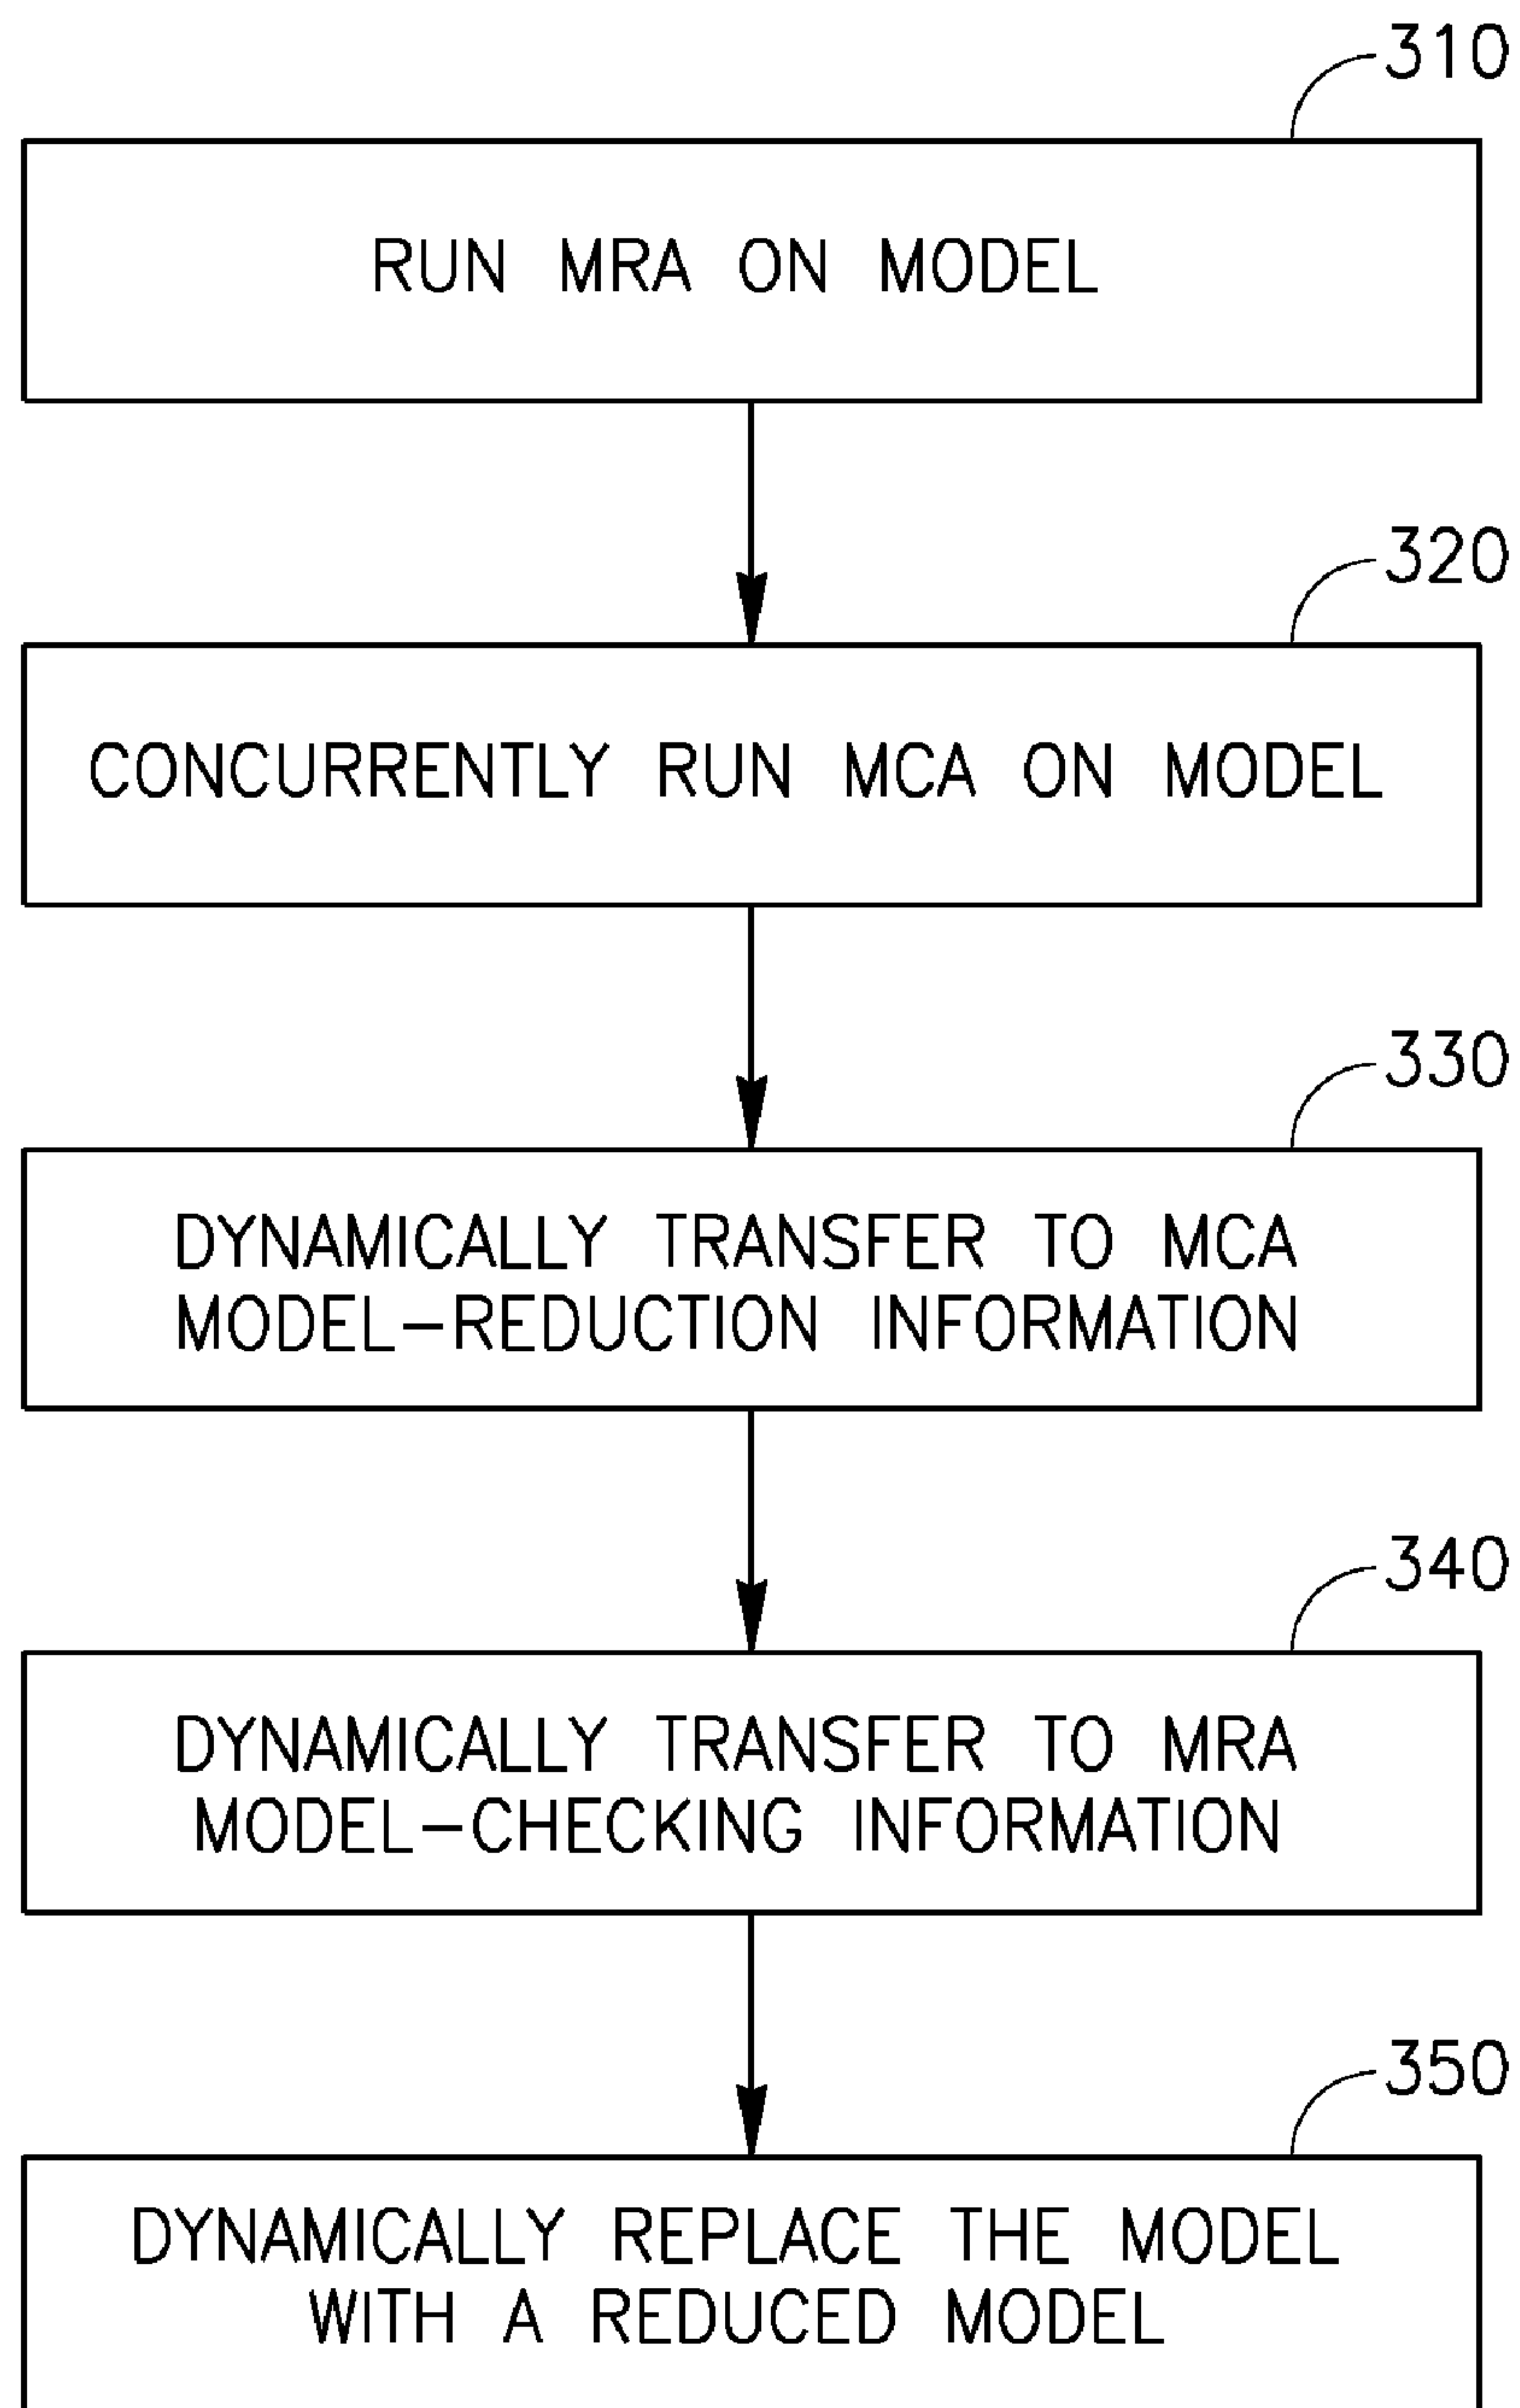 310
RUN MRA ON MODEL
320
CONCURRENTLY RUN MCA ON MODEL
330
DYNAMICALLY TRANSFER TO MCA
MODEL-REDUCTION INFORMATION
340
DYNAMICALLY TRANSFER TO MRA
MODEL-CHECKING INFORMATION
350
DYNAMICALLY REPLACE THE MODEL
WITH A REDUCED MODEL